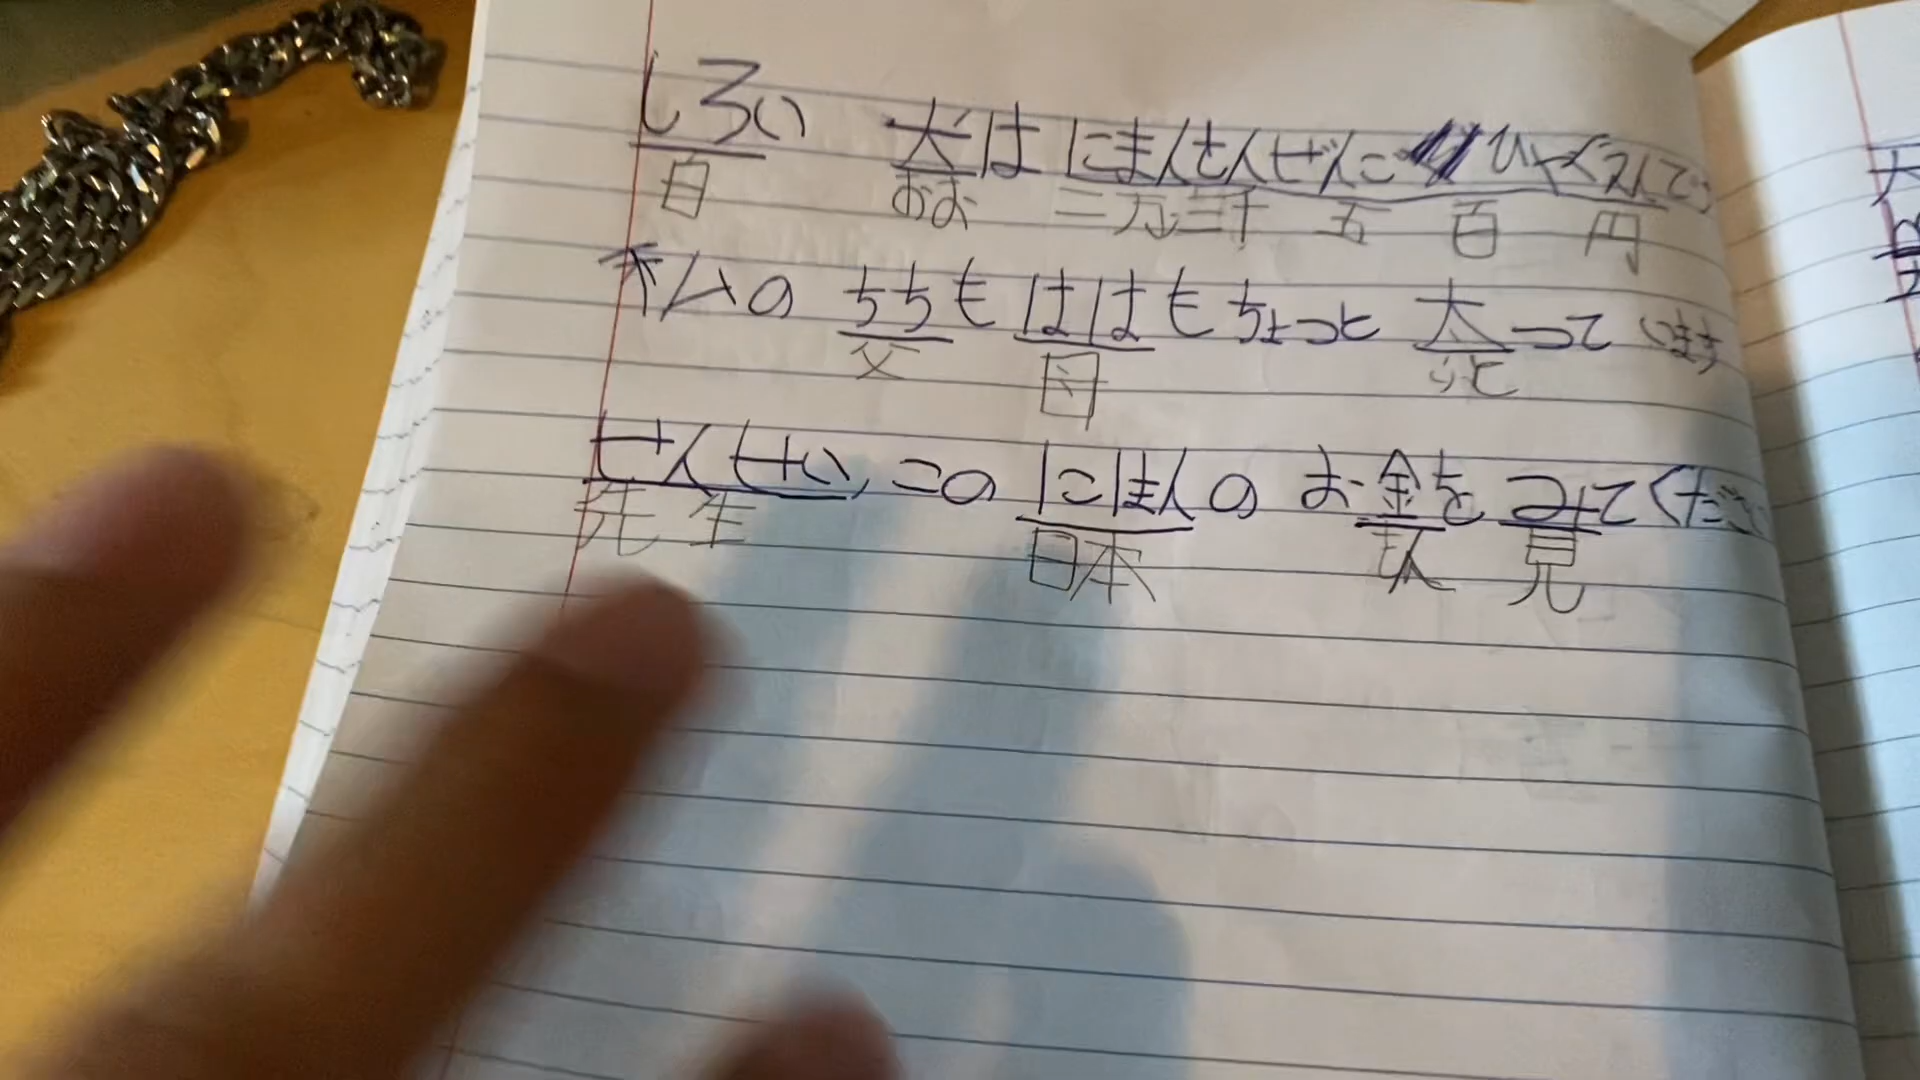 しろい 犬は にまんさんぜんごひゃくえんで
白 おお 二九三千 五 百 円
キムの ちちも ははもちょっと 太って います
父 母 ふと
せんせい、この にほんの お金を みてくださ
先生 日本 見